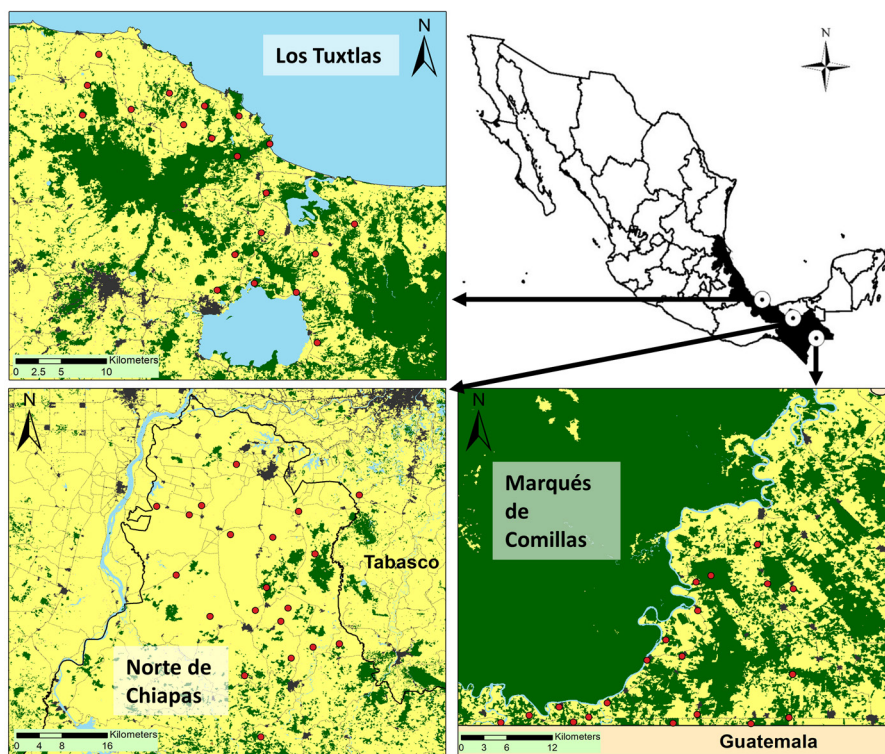 Los Tuxtlas
N
0 2.5 5 10
Kilometers
N
N
Norte de
Chiapas
Tabasco
0 4 8 16
Kilometers
N
Marqués
de
Comillas
0 3 6 12
Kilometers
Guatemala